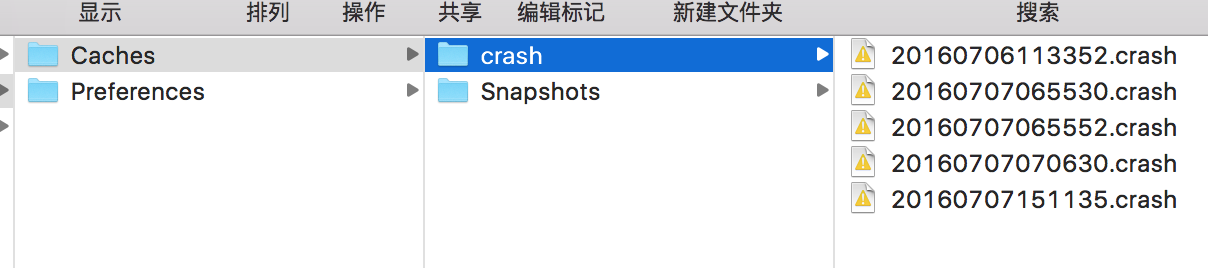 显示 排列 操作 共享 编辑标记 新建文件夹 搜索
Caches crash 20160706113352.crash
Preferences Snapshots 20160707065530.crash
20160707065552.crash
20160707070630.crash
20160707151135.crash